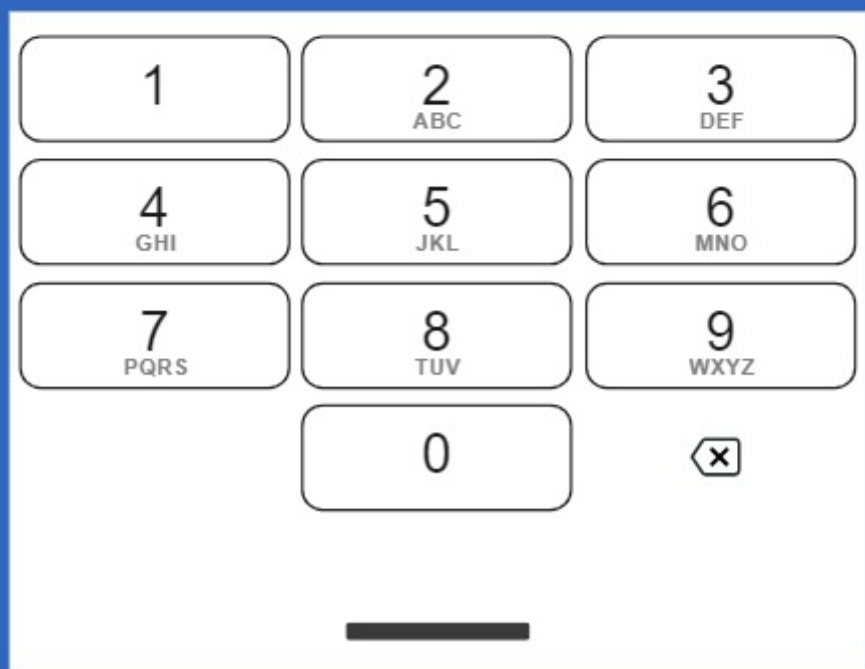 1 2 3
ABC DEF
4 5 6
GHI JKL MNO
7 8 9
PQRS TUV WXYZ
0